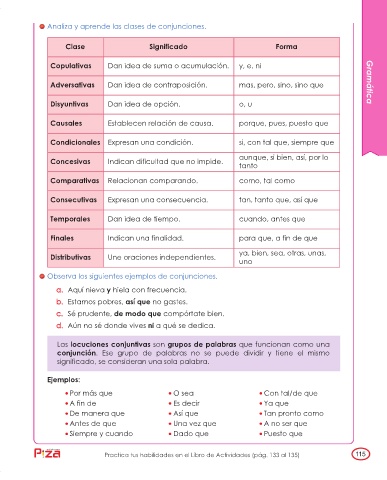 Analiza y aprende las clases de conjunciones.
Clase Significado Forma
Copulativas Dan idea de suma o acumulación. y, e, ni
Adversativas Dan idea de contraposición. mas, pero, sino, sino que
Disyuntivas Dan idea de opción. o, u
Causales Establecen relación de causa. porque, pues, puesto que
Condicionales Expresan una condición. si, con tal que, siempre que
Concesivas Indican dificultad que no impide. aunque, si bien, así, por lo
tanto
Comparativas Relacionan comparando. como, tal como
Consecutivas Expresan una consecuencia. tan, tanto que, así que
Temporales Dan idea de tiempo. cuando, antes que
Finales Indican una finalidad. para que, a fin de que
Distributivas Une oraciones independientes. ya, bien, sea, otras, unas,
uno
Gramática
Observa los siguientes ejemplos de conjunciones.
a. Aquí nieva y hiela con frecuencia.
b. Estamos pobres, así que no gastes.
c. Sé prudente, de modo que compórtate bien.
d. Aún no sé donde vives ni a qué se dedica.
Las locuciones conjuntivas son grupos de palabras que funcionan como una
conjunción. Ese grupo de palabras no se puede dividir y tiene el mismo
significado, se consideran una sola palabra.
Ejemplos:
• Por más que • O sea • Con tal/de que
• A fin de • Es decir • Ya que
• De manera que • Así que • Tan pronto como
• Antes de que • Una vez que • A no ser que
• Siempre y cuando • Dado que • Puesto que
Piza Practica tus habilidades en el Libro de Actividades (pág. 133 al 135) 115